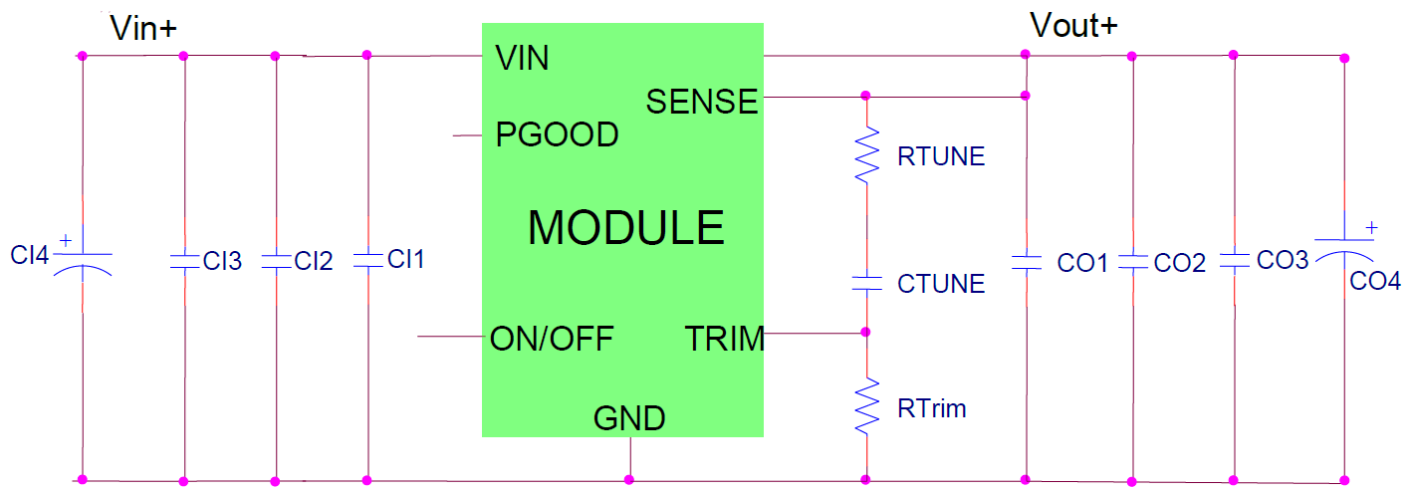 Vin+
Vout+
VIN
SENSE
PGOOD
RTUNE
MODULE
CI4
+
CI3
CI2
CI1
CTUNE
CO1
CO2
CO3
+
CO4
ON/OFF
TRIM
RTrim
GND